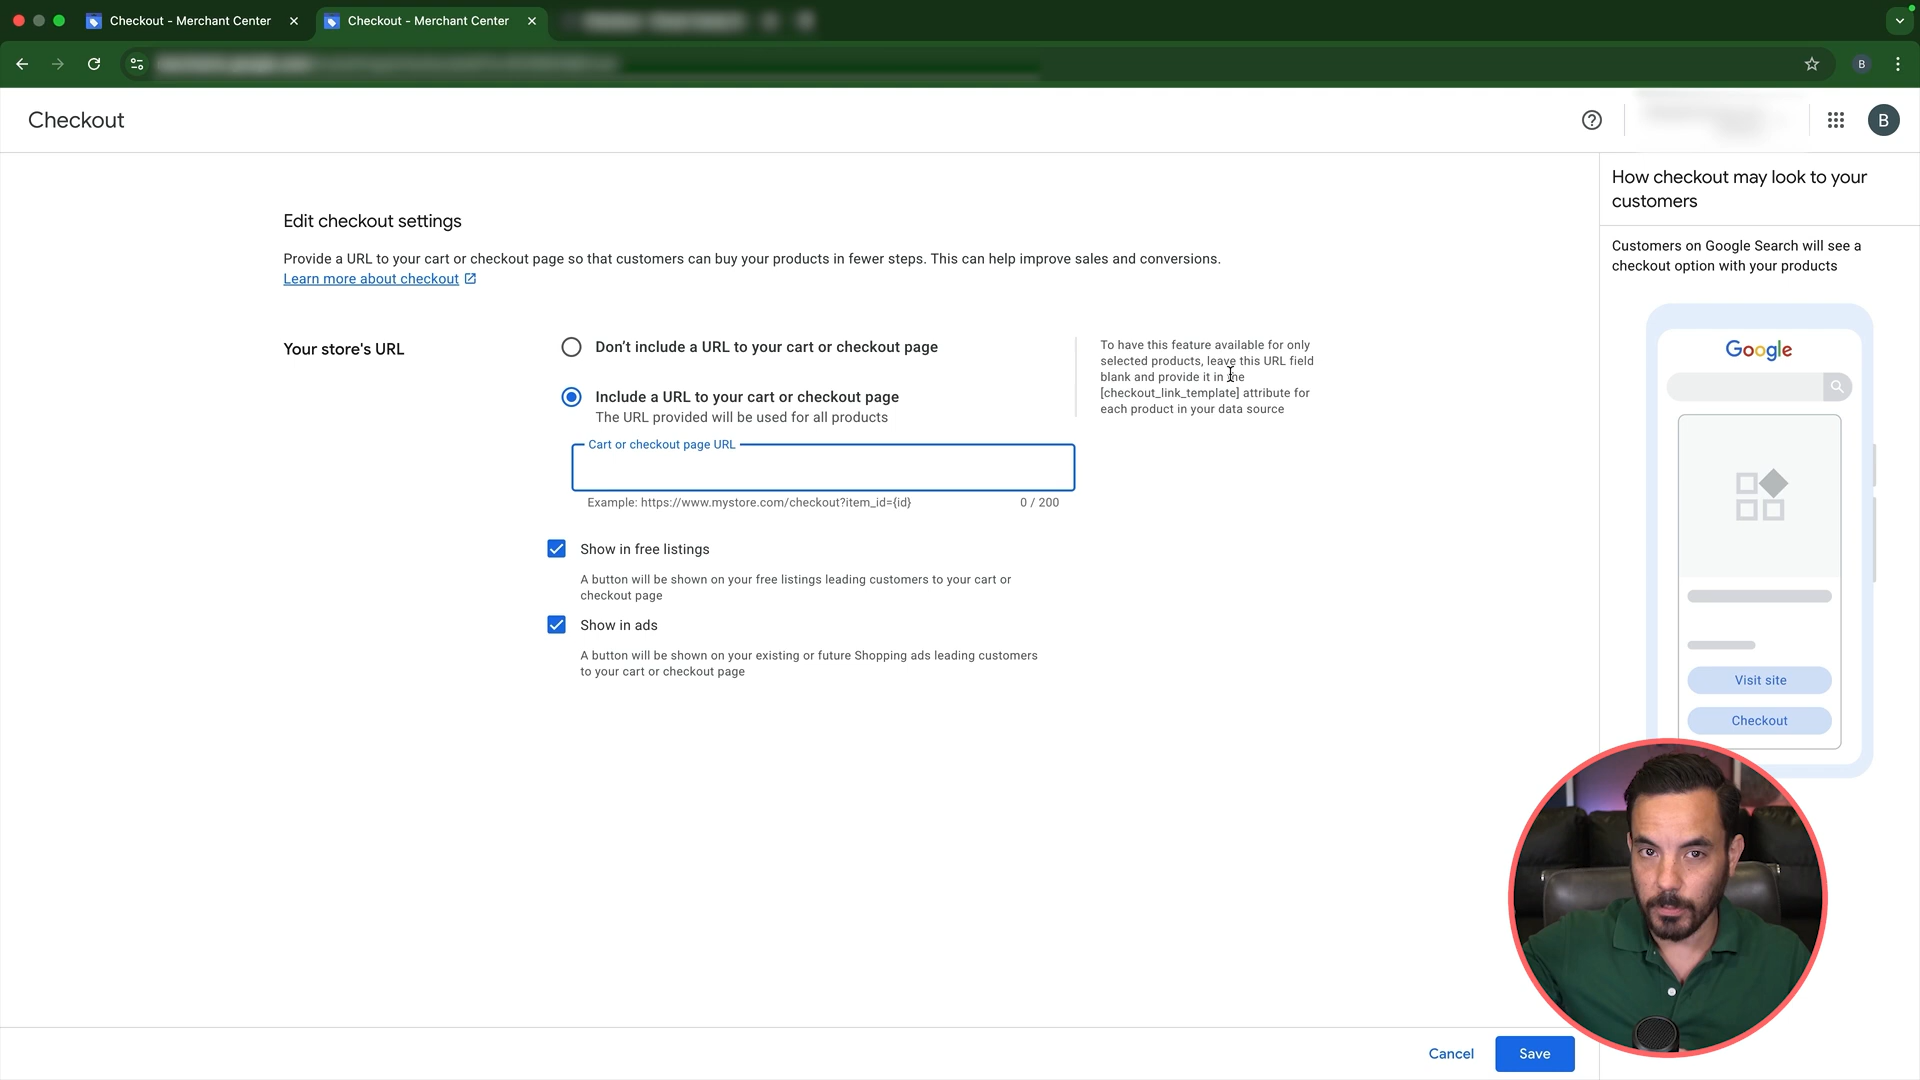 Checkout - Merchant Center
Checkout - Merchant Center
B
Checkout
B
Edit checkout settings
Provide a URL to your cart or checkout page so that customers can buy your products in fewer steps. This can help improve sales and conversions.
Learn more about checkout
Your store's URL
Don't include a URL to your cart or checkout page
Include a URL to your cart or checkout page
The URL provided will be used for all products
Cart or checkout page URL
Example: https://www.mystore.com/checkout?item_id={id}
0 / 200
To have this feature available for only
selected products, leave this URL field
blank and provide it in the
[checkout_link_template] attribute for
each product in your data source
Show in free listings
A button will be shown on your free listings leading customers to your cart or
checkout page
Show in ads
A button will be shown on your existing or future Shopping ads leading customers
to your cart or checkout page
How checkout may look to your
customers
Customers on Google Search will see a
checkout option with your products
Google
Visit site
Checkout
Cancel
Save